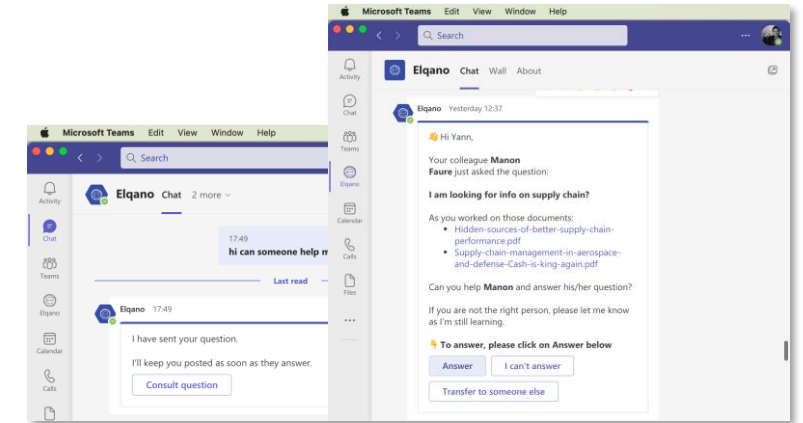 Microsoft Teams Edit View Window Help
Search
Activity
Chat
Teams
Elqano
Calendar
Calls
Elqano Chat 2 more
17:49
hi can someone help m
Last read
Elqano 17:49
I have sent your question.
I'll keep you posted as soon as they answer.
Consult question
Microsoft Teams Edit View Window Help
Search
Activity
Chat
Teams
Elqano
Calendar
Calls
Files
Elqano Chat Wall About
Elqano Yesterday 12:37
Hi Yann,
Your colleague Manon
Faure just asked the question:
I am looking for info on supply chain?
As you worked on those documents:
Hidden-sources-of-better-supply-chain-
performance.pdf
Supply-chain-management-in-aerospace-
and-defense-Cash-is-king-again.pdf
Can you help Manon and answer his/her question?
If you are not the right person, please let me know
as I'm still learning.
To answer, please click on Answer below
Answer
I can't answer
Transfer to someone else